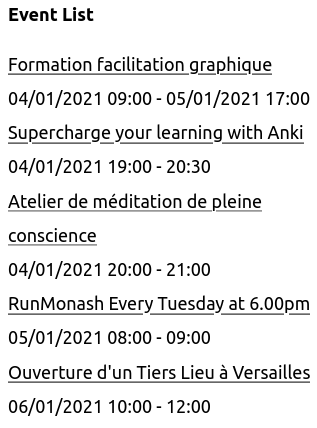 Event List
Formation facilitation graphique
04/01/2021 09:00 - 05/01/2021 17:00
Supercharge your learning with Anki
04/01/2021 19:00 - 20:30
Atelier de méditation de pleine
conscience
04/01/2021 20:00 - 21:00
RunMonash Every Tuesday at 6.00pm
05/01/2021 08:00 - 09:00
Ouverture d'un Tiers Lieu à Versailles
06/01/2021 10:00 - 12:00